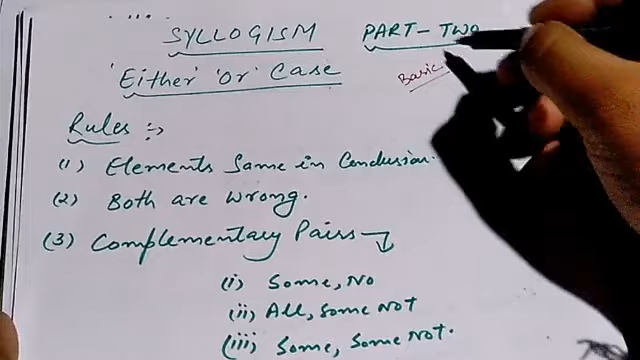 SYLLOGISM PART-TWO
'Either' 'Or' Case
Basic
Rules :-
(1) Elements Same in Conclusion.
(2) Both are wrong.
(3) Complementary Pairs
(i) Some, No
(ii) All, Some Not
(iii) Some, Some Not.